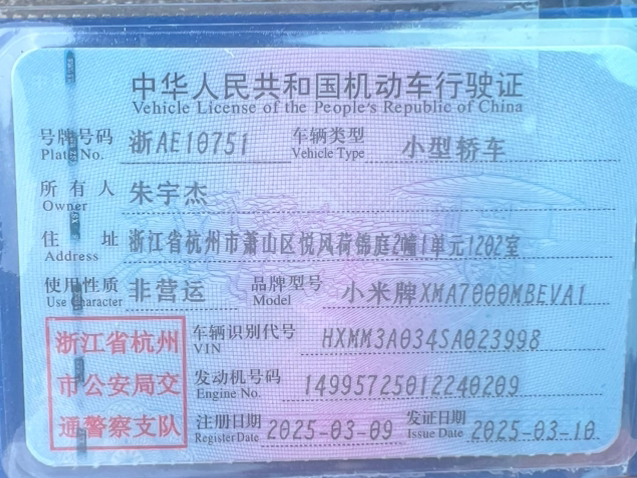 中华人民共和国机动车行驶证
Vehicle License of the People's Republic of China
号牌号码 浙AE10751 车辆类型 小型轿车
Plate No. Vehicle Type
所有人 朱宇杰
Owner
住址 浙江省杭州市萧山区悦风荷锦庭2幢1单元1202室
Address
使用性质 非营运 品牌型号 小米牌XMA7000MBEVA1
Use Character Model
浙江省杭州
市公安局交
通警察支队
车辆识别代号 HXMM3A034SA023998
VIN
发动机号码 14995725012240209
Engine No.
注册日期 2025-03-09 发证日期 2025-03-10
Register Date Issue Date